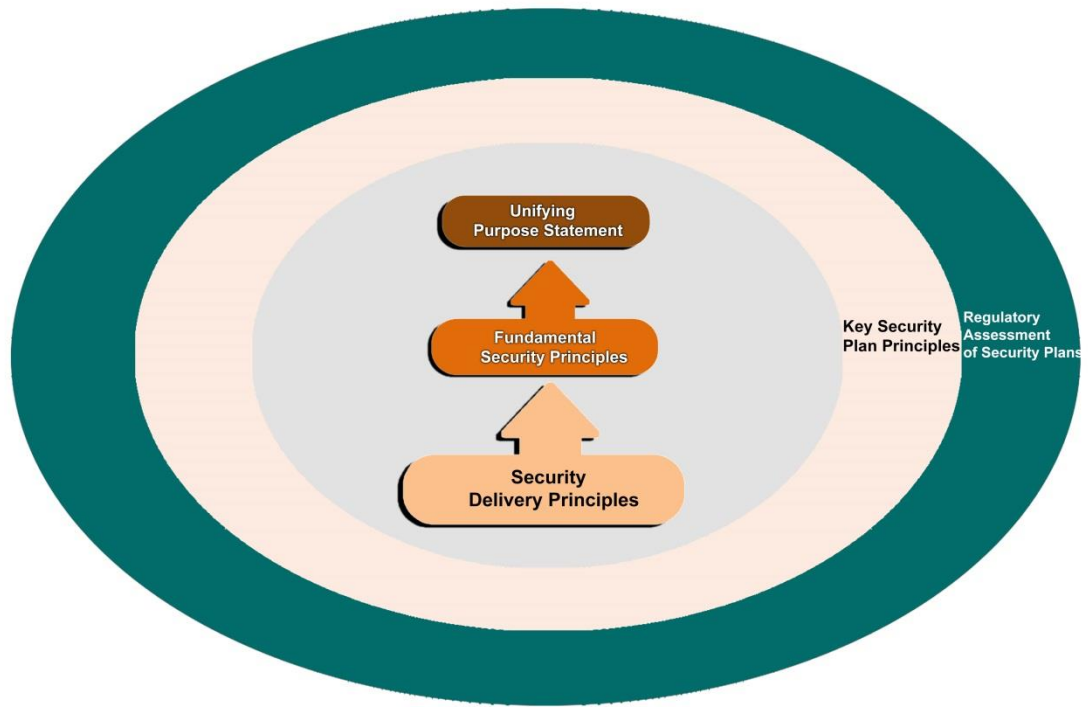 Unifying
Purpose Statement
Fundamental
Security Principles
Key Security
Plan Principles
Regulatory
Assessment
of Security Plans
Security
Delivery Principles